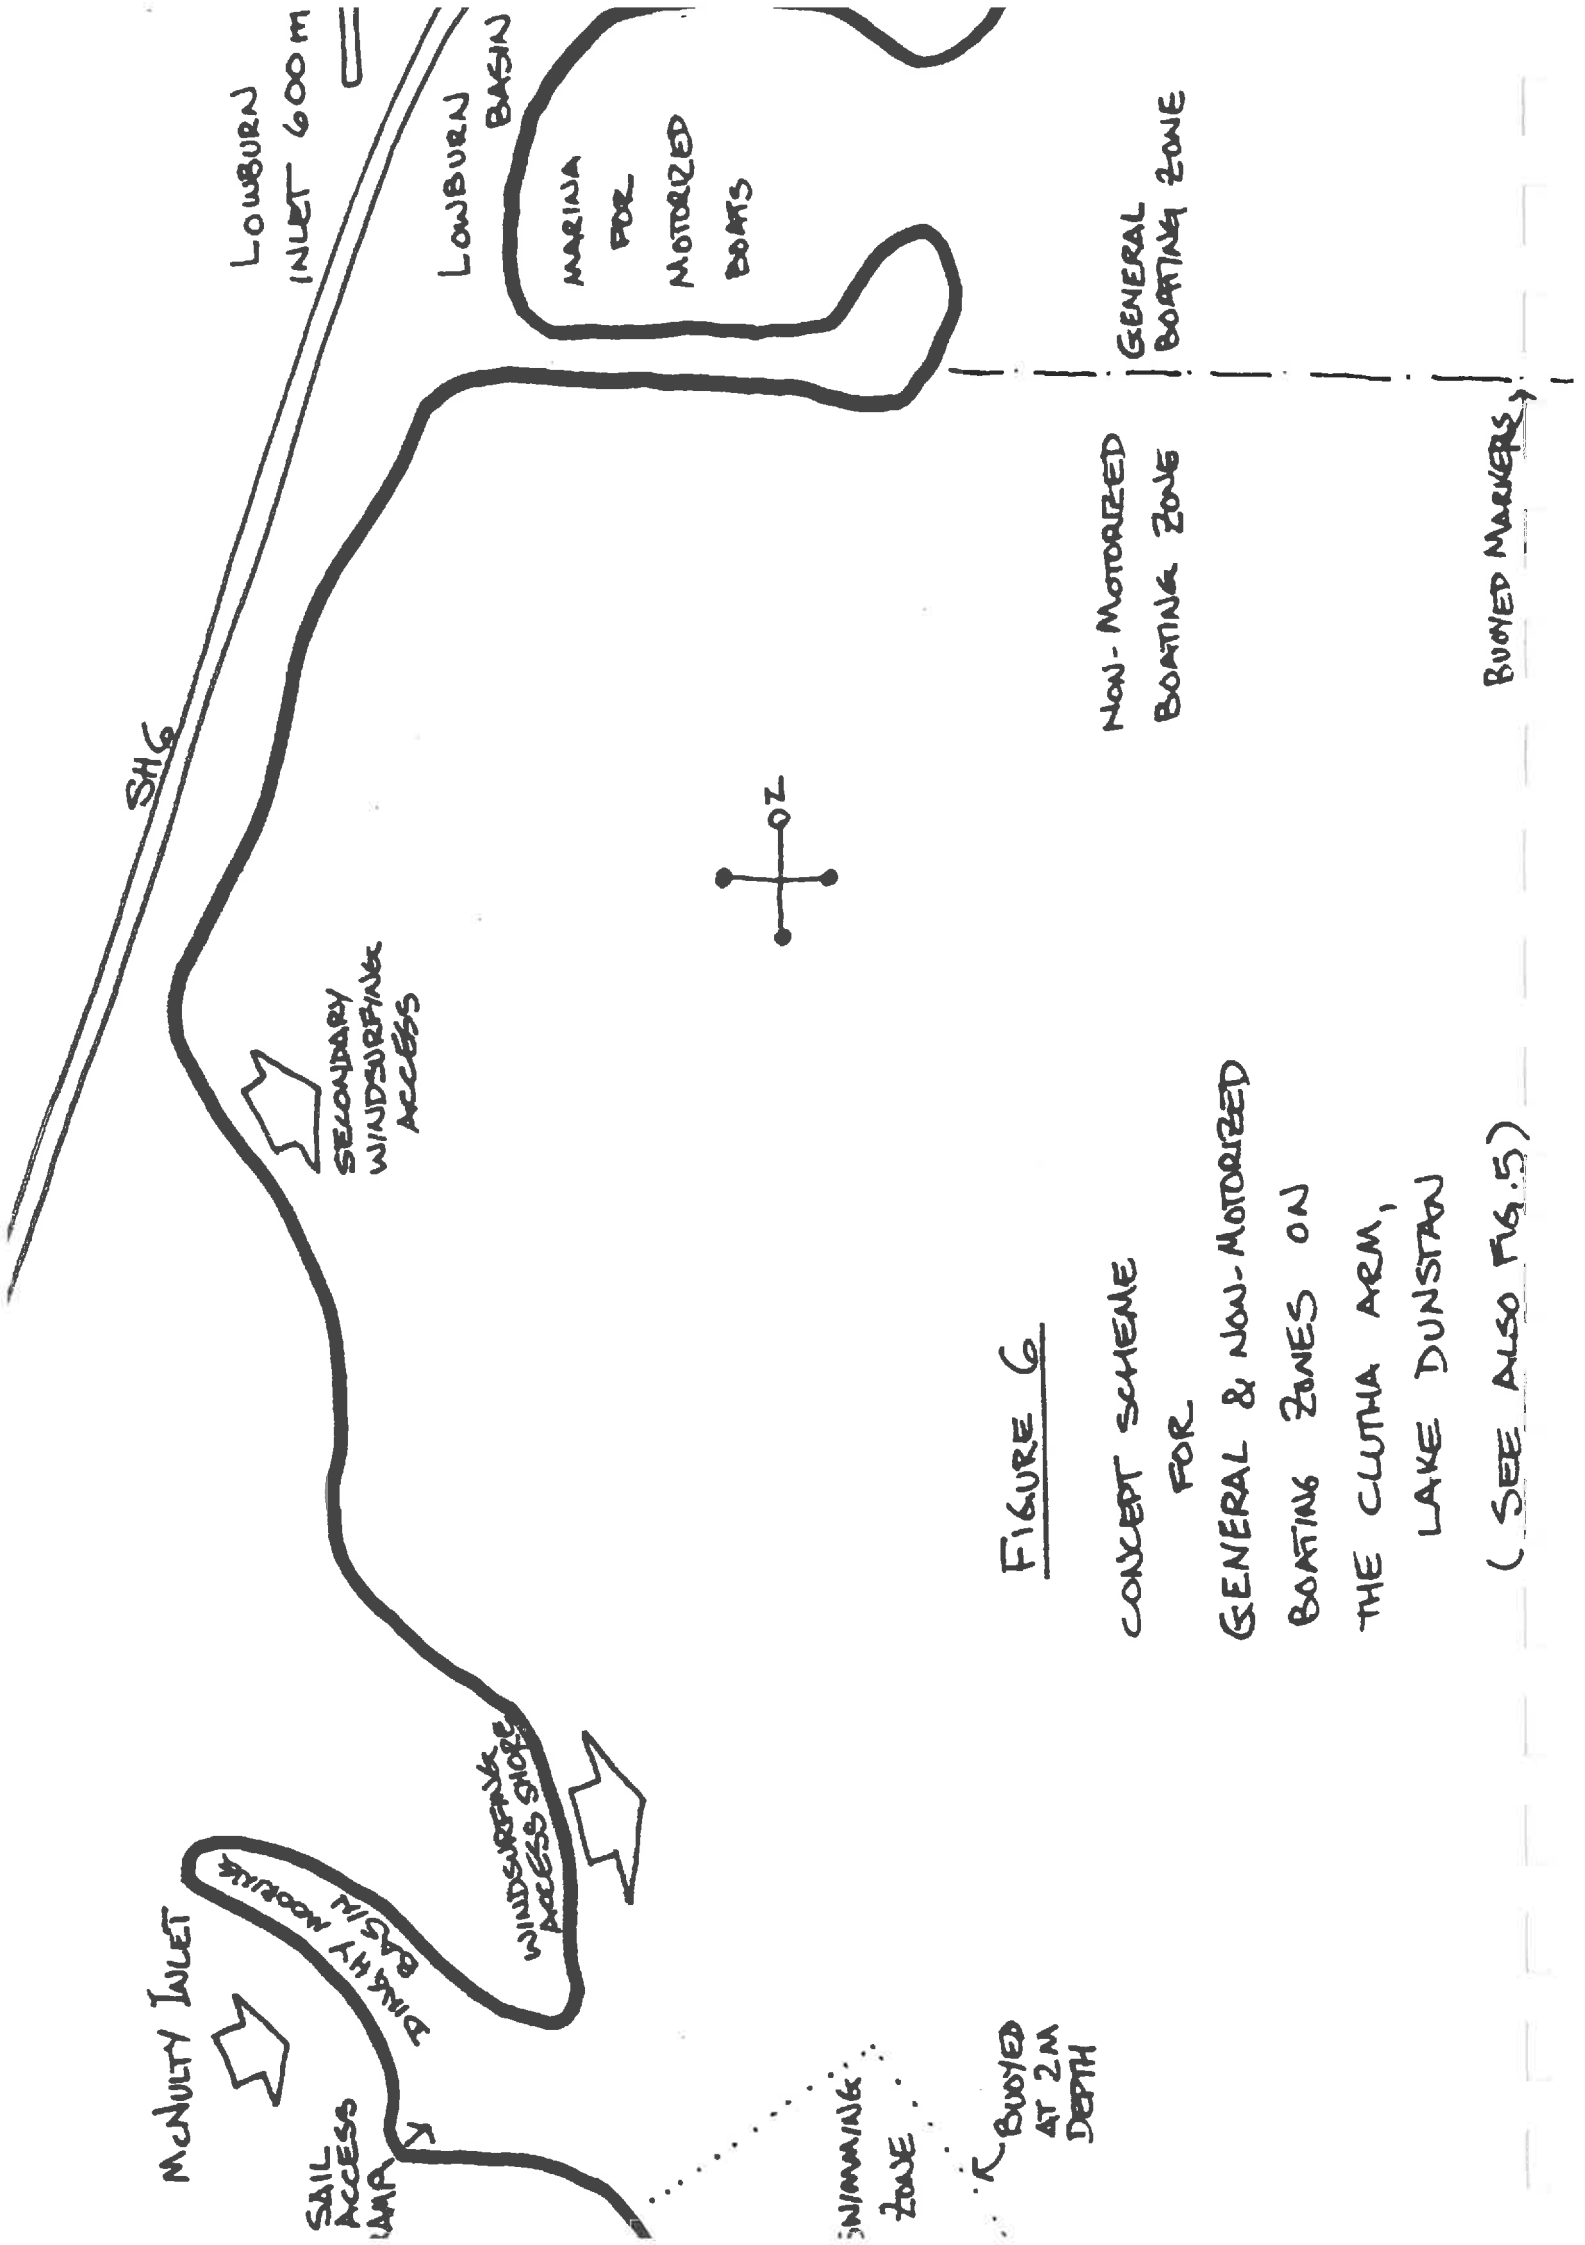 LOWBURN
INLET 600m
SH6
LOWBURN
BASIN
MARINA
FOR
MOTORIZED
BOATS
MCNULTY INLET
SAIL
ACCESS
RAMP
DINGHY MOORING
BASIN
WINDSURFING
ACCESS SHORE
SECONDARY
WINDSURFING
ACCESS
N
SWIMMING
ZONE
BUOYED
AT 2M
DEPTH
NON-MOTORIZED
BOATING ZONE
GENERAL
BOATING ZONE
BUOYED MARKERS
FIGURE 6
CONCEPT SCHEME
FOR
GENERAL & NON-MOTORIZED
BOATING ZONES ON
THE CLUTHA ARM,
LAKE DUNSTAN
(SEE ALSO FIG.5)